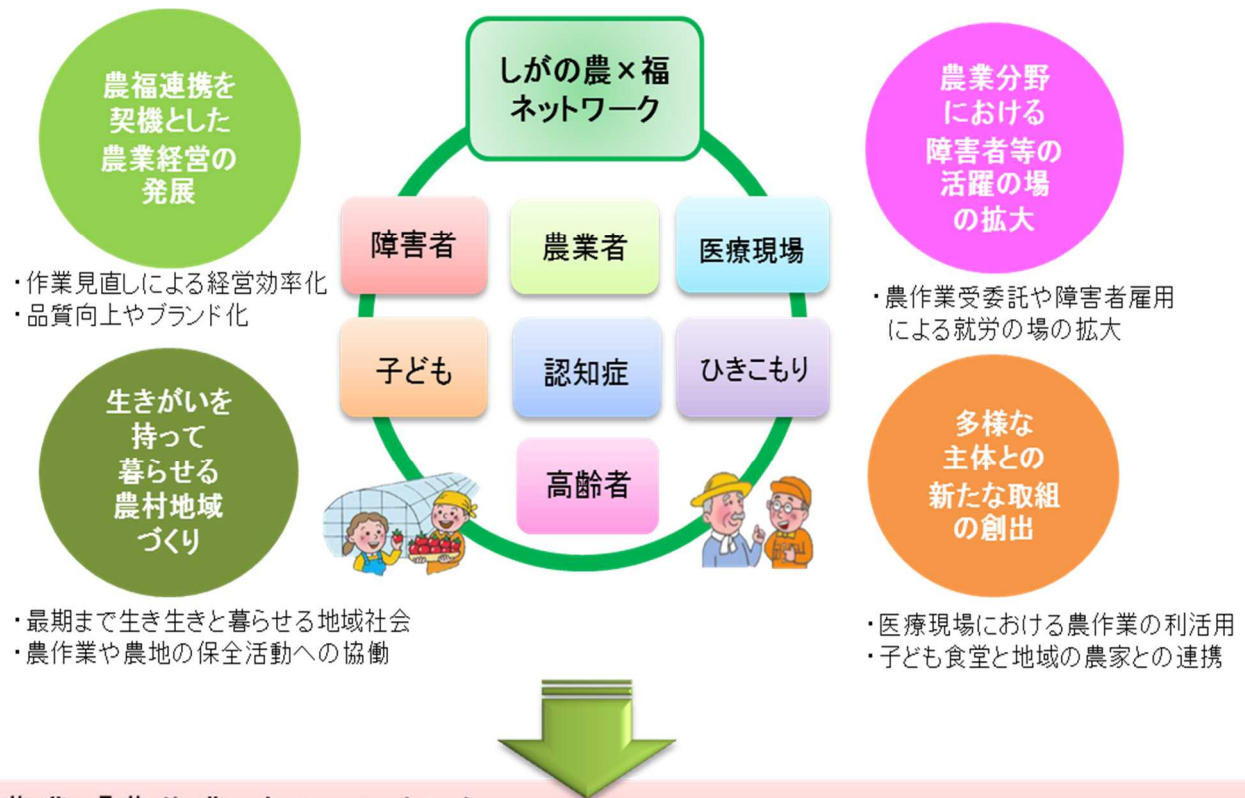 農福連携を
契機とした
農業経営の
発展
・作業見直しによる経営効率化
・品質向上やブランド化
しがの農×福
ネットワーク
農業分野
における
障害者等の
活躍の場
の拡大
・農作業受委託や障害者雇用
による就労の場の拡大
障害者
農業者
医療現場
子ども
認知症
ひきこもり
高齢者
生きがいを
持って
暮らせる
農村地域
づくり
・最期まで生き生きと暮らせる地域社会
・農作業や農地の保全活動への協働
多様な
主体との
新たな取組
の創出
・医療現場における農作業の利活用
・子ども食堂と地域の農家との連携